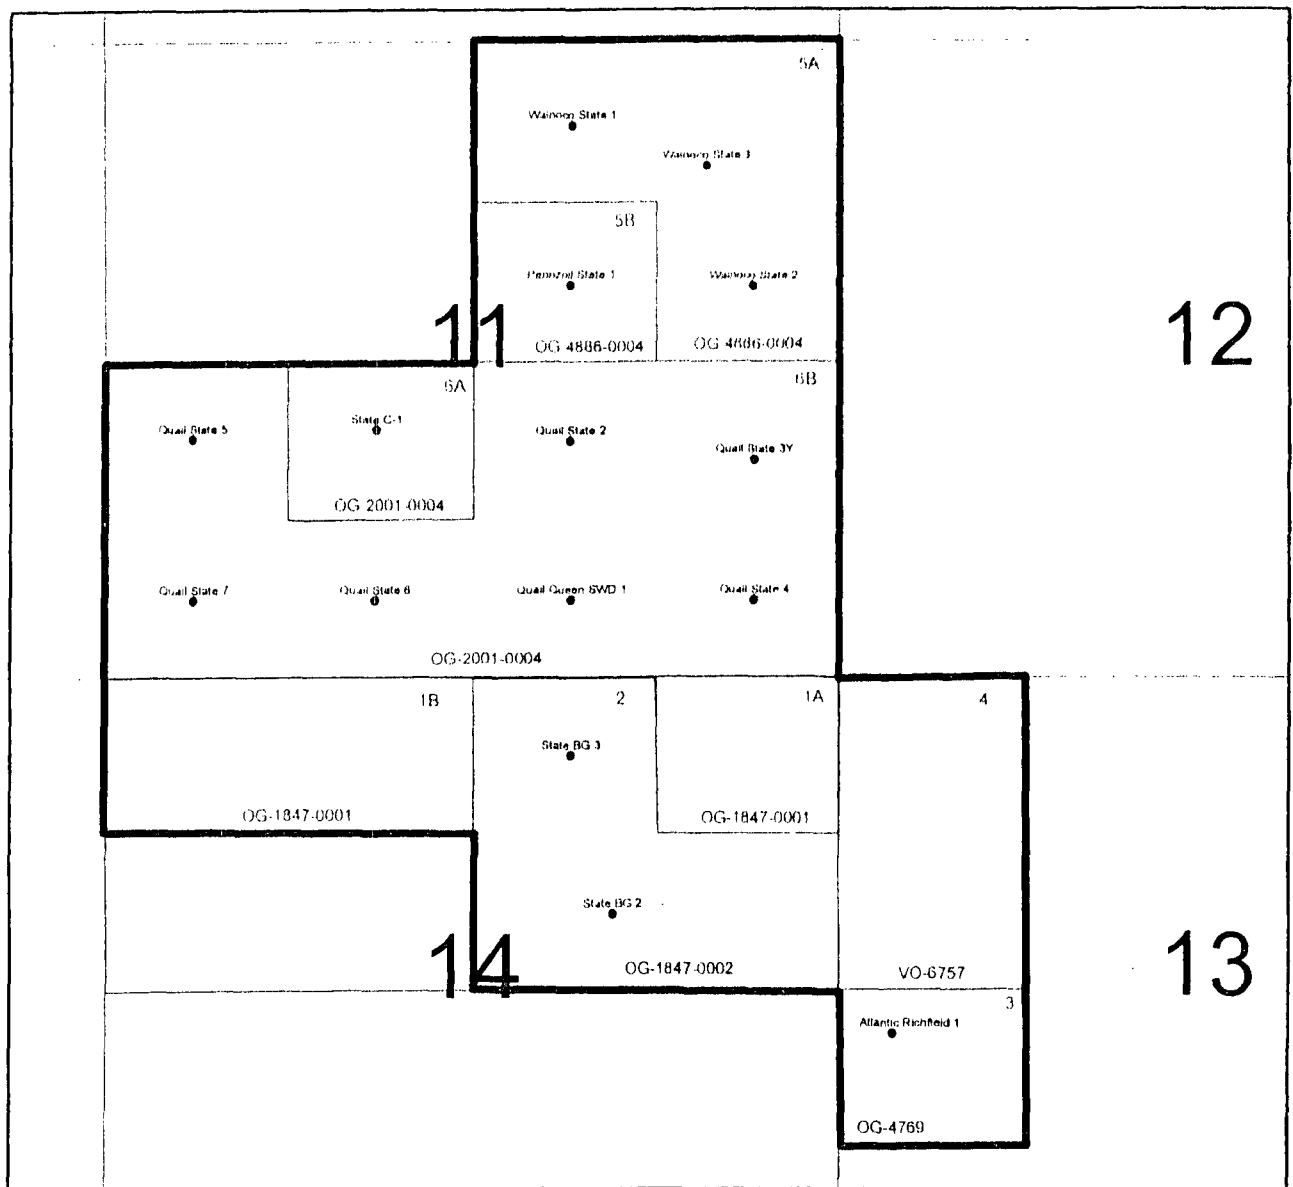 5A
Wainoco State 1
Wainoco State 3
5B
Pennzoil State 1
Wainoco State 2
11
12
OG-4886-0004
OG-4886-0004
6A
6B
Quail State 5
State C-1
Quail State 2
Quail State 3Y
OG-2001-0004
Quail State 7
Quail State 6
Quail Queen SWD 1
Quail State 4
OG-2001-0004
1B
2
1A
4
State BG 3
OG-1847-0001
OG-1847-0001
State BG 2
14
13
OG-1847-0002
VO-6757
3
Atlantic Richfield 1
OG-4769